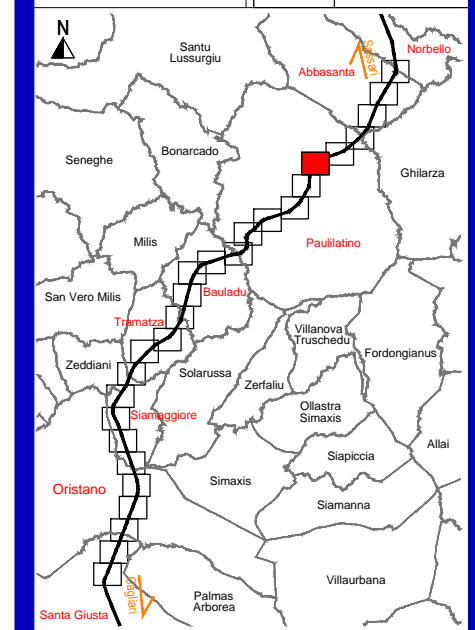 N
Santu
Lussurgiu
Norbello
Sassari
Abbasanta
Seneghe
Bonarcado
Ghilarza
Milis
Paulilatino
San Vero Milis
Bauladu
Tramatza
Villanova
Truschedu
Fordongianus
Zeddiani
Solarussa
Zerfaliu
Ollastra
Simaxis
Siamaggiore
Allai
Siapiccia
Simaxis
Oristano
Siamanna
Cagliari
Villaurbana
Palmas
Arborea
Santa Giusta